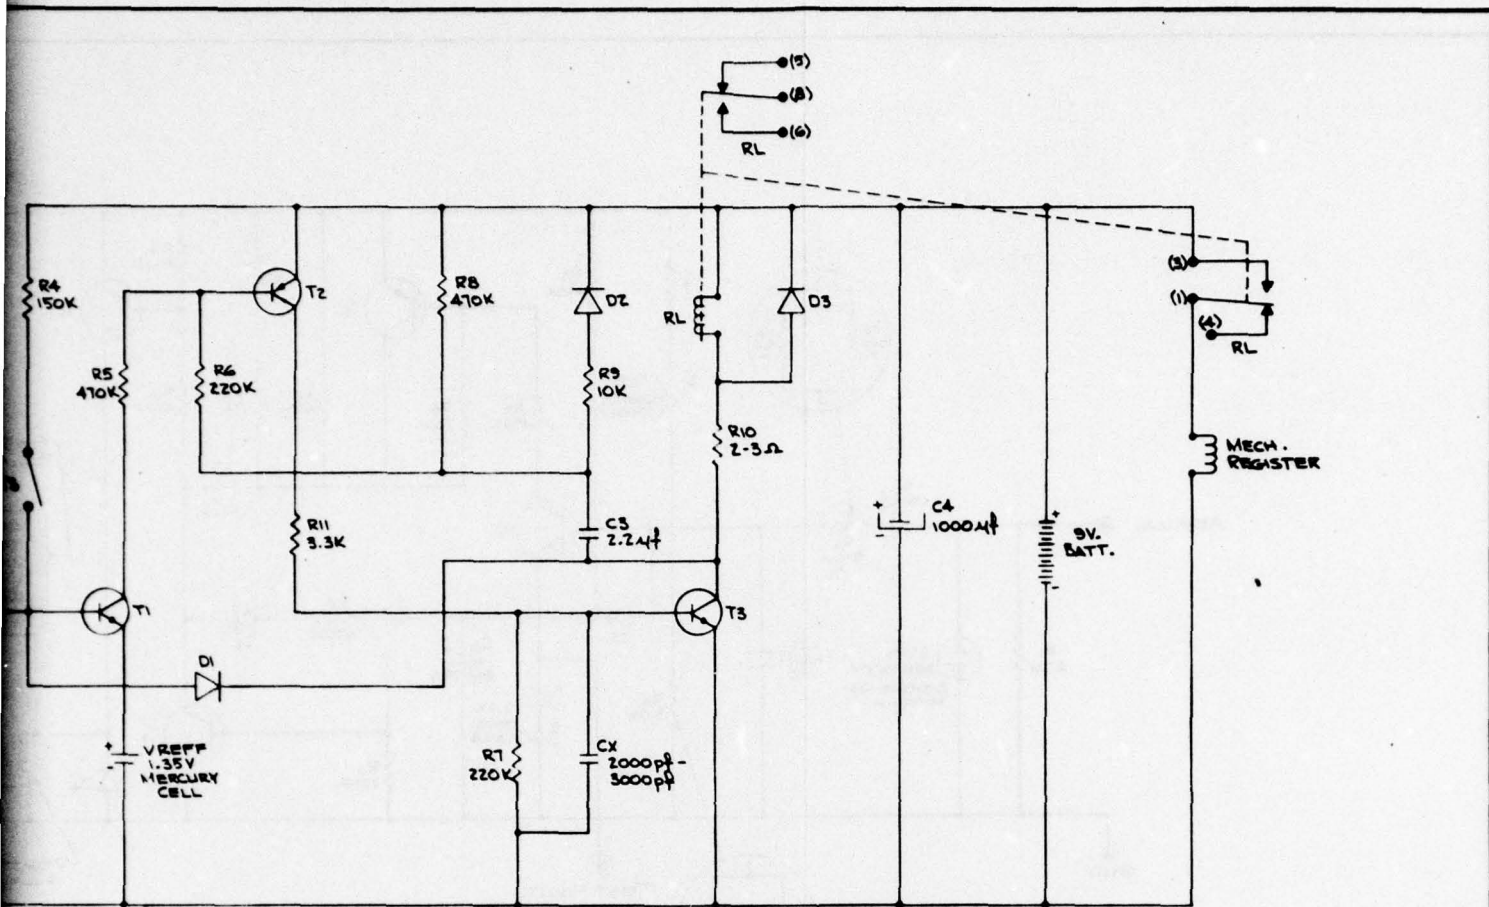 (5)
(8)
(6)
RL
R4
150K
T2
R8
470K
D2
RL
D3
(3)
(1)
(4)
RL
R5
470K
R6
220K
R9
10K
R10
2-3Ω
MECH.
REGISTER
R11
3.3K
C3
2.2μf
+
-
C4
1000μf
+
9V.
BATT.
-
T1
T3
D1
+
-
VREFF
1.35V
MERCURY
CELL
R7
220K
CX
2000pf-
3000pf